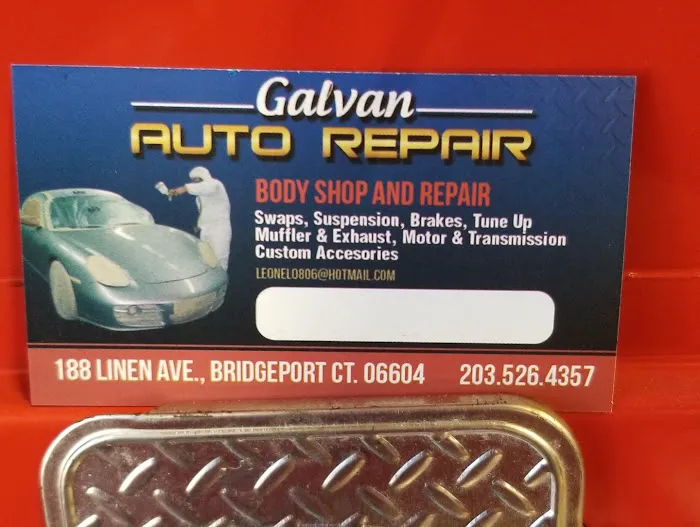 Galvan
AUTO REPAIR
BODY SHOP AND REPAIR
Swaps, Suspension, Brakes, Tune Up
Muffler & Exhaust, Motor & Transmission
Custom Accesories
LEONEL0806@HOTMAIL.COM
188 LINEN AVE., BRIDGEPORT CT. 06604 203.526.4357